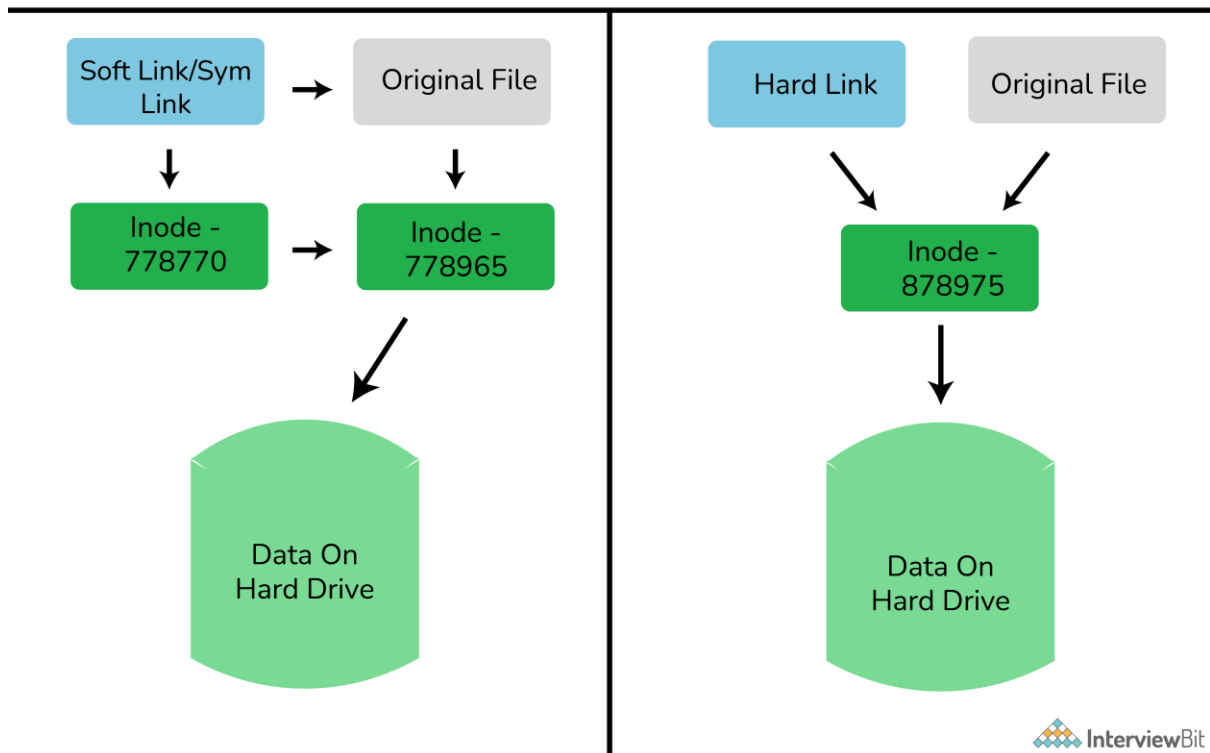 Soft Link/Sym
Link
Original File
Inode -
778770
Inode -
778965
Data On
Hard Drive
Hard Link
Original File
Inode -
878975
Data On
Hard Drive
InterviewBit